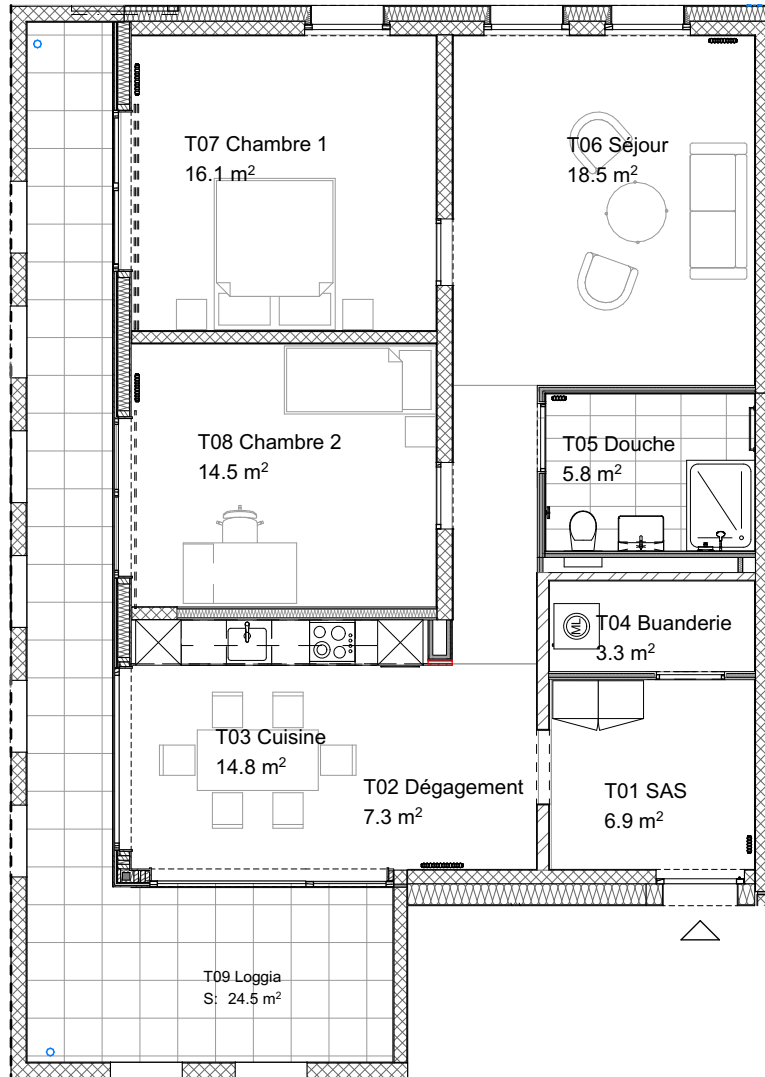 T07 Chambre 1
16.1 m²
T06 Séjour
18.5 m²
T08 Chambre 2
14.5 m²
T05 Douche
5.8 m²
ML
T04 Buanderie
3.3 m²
T03 Cuisine
14.8 m²
T02 Dégagement
7.3 m²
T01 SAS
6.9 m²
T09 Loggia
S: 24.5 m²